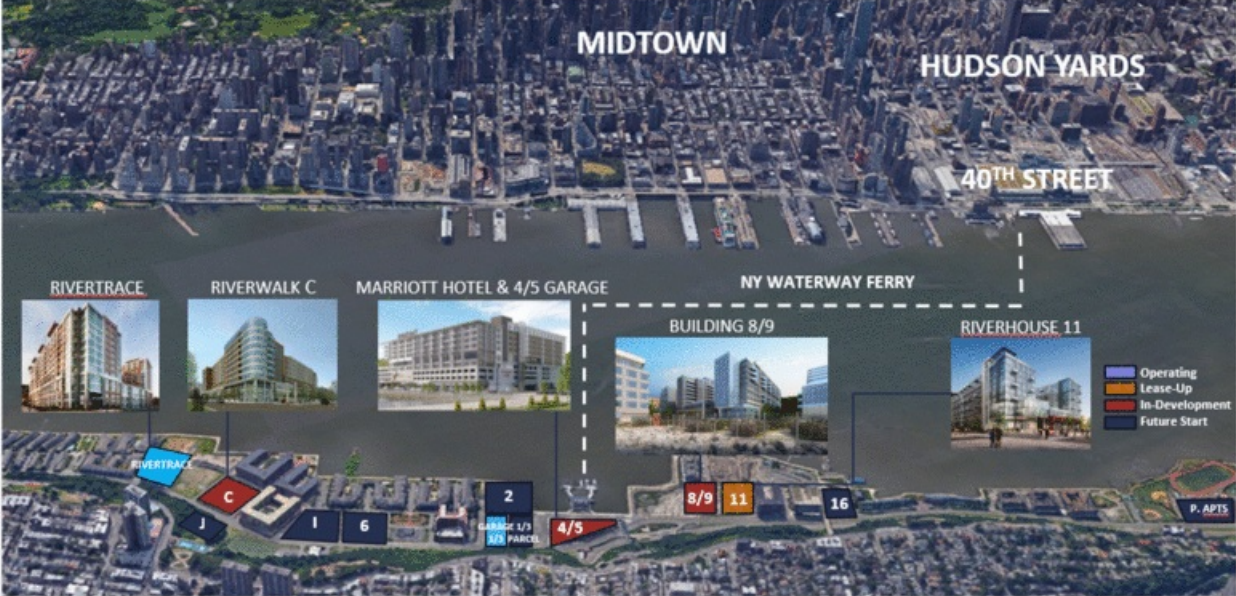 MIDTOWN
HUDSON YARDS
40TH STREET
NY WATERWAY FERRY
RIVERTRACE
RIVERWALK C
MARRIOTT HOTEL & 4/5 GARAGE
BUILDING 8/9
RIVERHOUSE 11
Operating
Lease-Up
In-Development
Future Start
RIVERTRACE
C
J
I
6
2
GARAGE 1/3
1/3 PARCEL
4/5
8/9
11
16
P. APTS